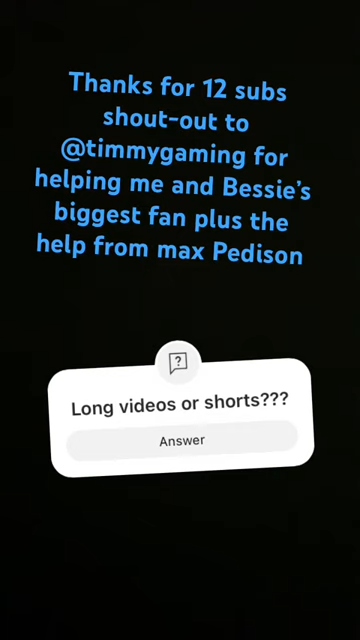 Thanks for 12 subs
shout-out to
@timmygaming for
helping me and Bessie's
biggest fan plus the
help from max Pedison
?
Long videos or shorts???
Answer